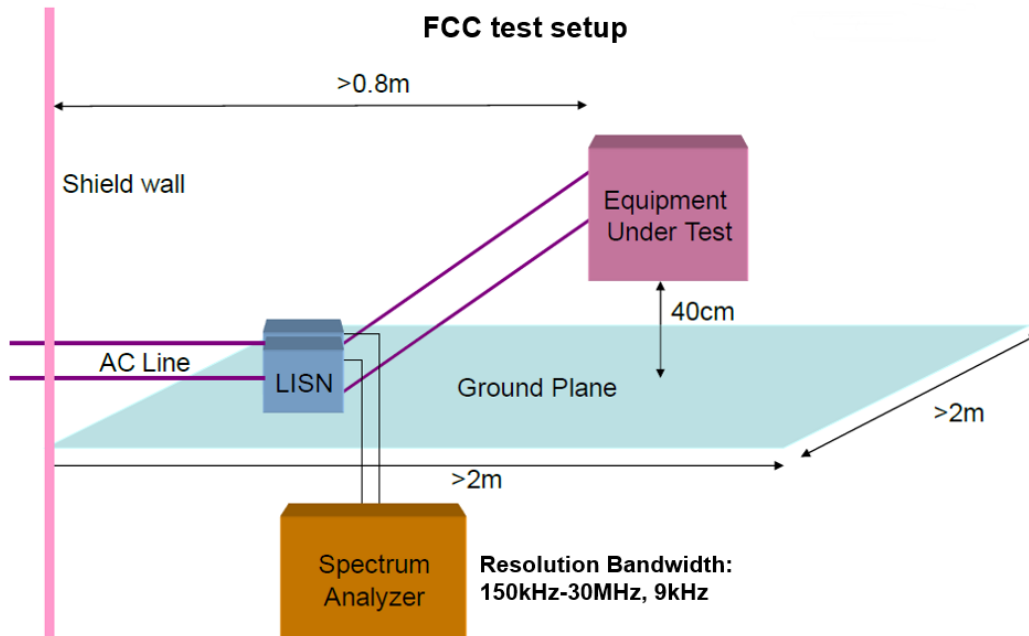 FCC test setup
>0.8m
Shield wall
Equipment
Under Test
40cm
AC Line
LISN
Ground Plane
>2m
>2m
Spectrum
Analyzer
Resolution Bandwidth:
150kHz-30MHz, 9kHz